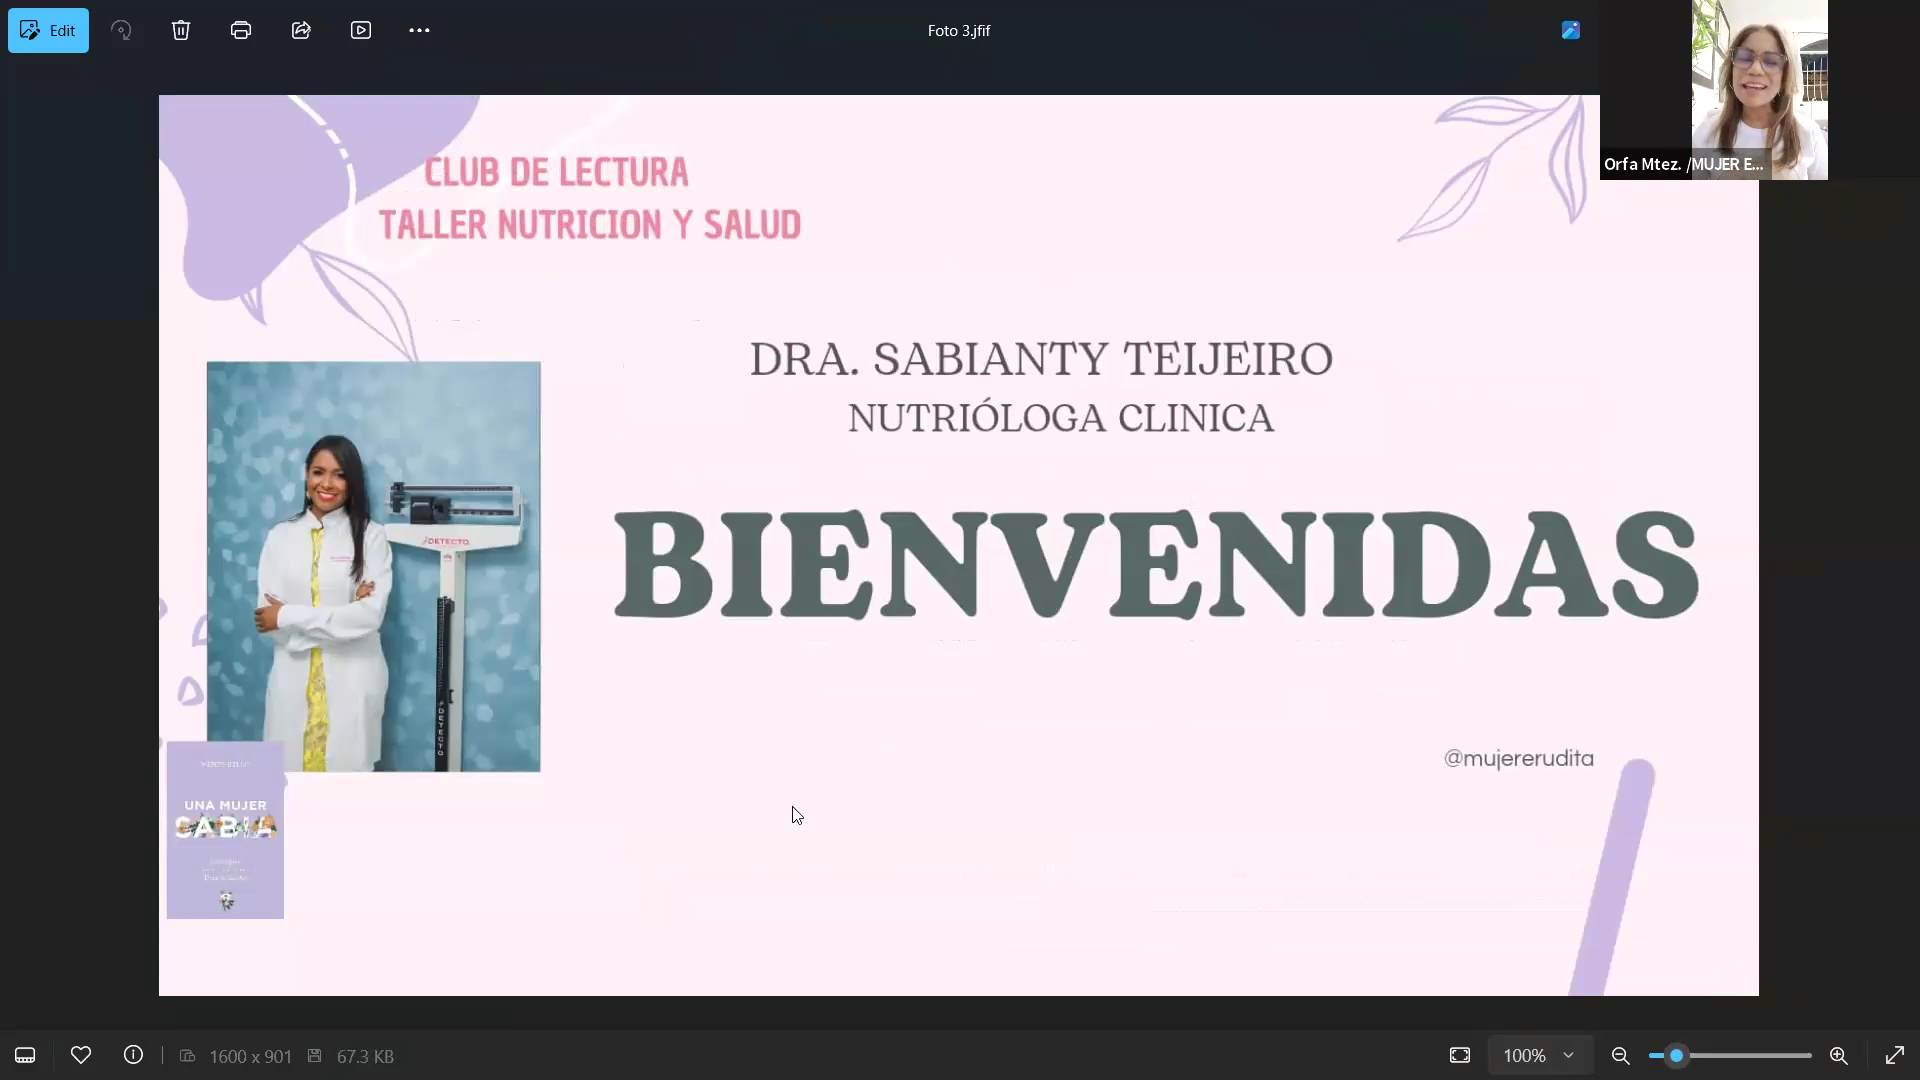 Edit
Foto 3.jfif
Orfa Mtez. /MUJER E...
CLUB DE LECTURA
TALLER NUTRICION Y SALUD
DRA. SABIANTY TEIJEIRO
NUTRIÓLOGA CLINICA
BIENVENIDAS
DETECTO
DETECTO
@mujererudita
UNA MUJER
SABIA
1600 x 901
67.3 KB
100%